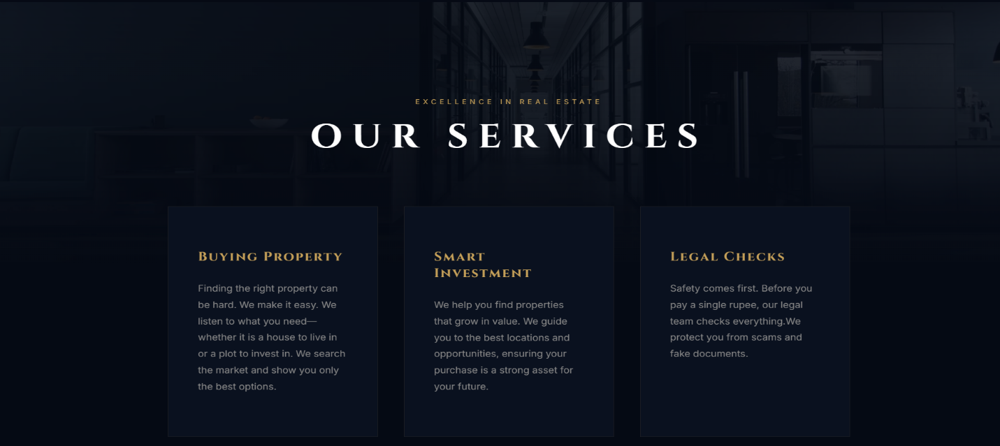 EXCELLENCE IN REAL ESTATE
OUR SERVICES
Buying Property
Finding the right property can
be hard. We make it easy. We
listen to what you need—
whether it is a house to live in
or a plot to invest in. We search
the market and show you only
the best options.
Smart
Investment
We help you find properties
that grow in value. We guide
you to the best locations and
opportunities, ensuring your
purchase is a strong asset for
your future.
Legal Checks
Safety comes first. Before you
pay a single rupee, our legal
team checks everything.We
protect you from scams and
fake documents.